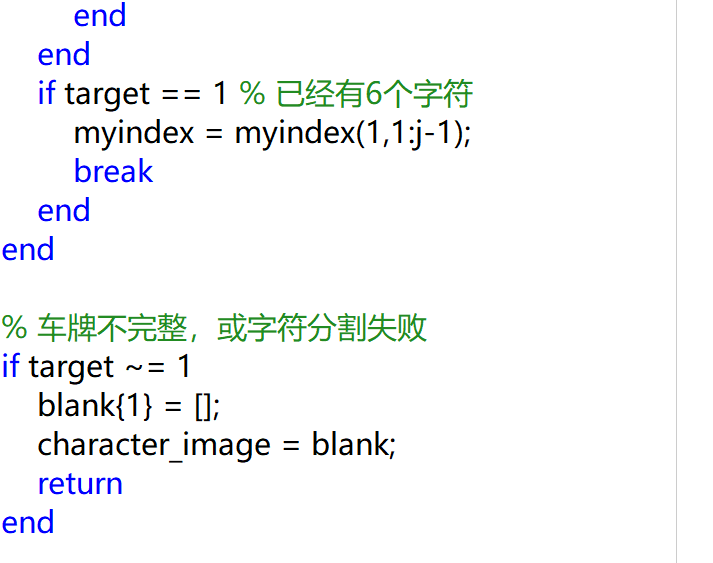 end
end
if target == 1 % 已经有6个字符
myindex = myindex(1,1:j-1);
break
end
end
% 车牌不完整，或字符分割失败
if target ~= 1
blank{1} = [];
character_image = blank;
return
end